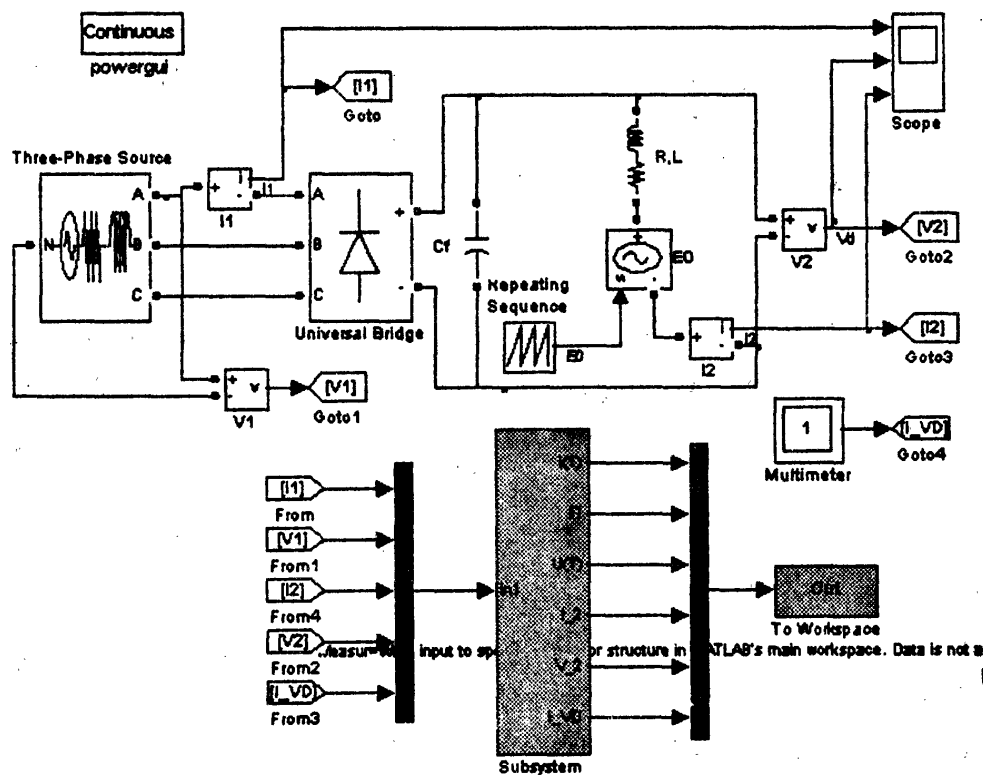 Continuous
powergui
[I1]
Goto
Scope
Three-Phase Source
A
N
B
C
+
i
-
I1
I1
A
B
C
+
-
Universal Bridge
Cf
R,L
+
s
-
E0
Repeating
Sequence
E0
+
i
-
I2
I2
+
-
v
V2
Vd
[V2]
Goto2
[I2]
Goto3
+
-
v
V1
[V1]
Goto1
1
Multimeter
[I_VD]
Goto4
[I1]
From
[V1]
From1
[I2]
From4
[V2]
From2
[I_VD]
From3
In1
U(1)
I_2
V_2
I_VD
Subsystem
Out
To Workspace
input to
or structure in
ATLAB's main workspace. Data is not a